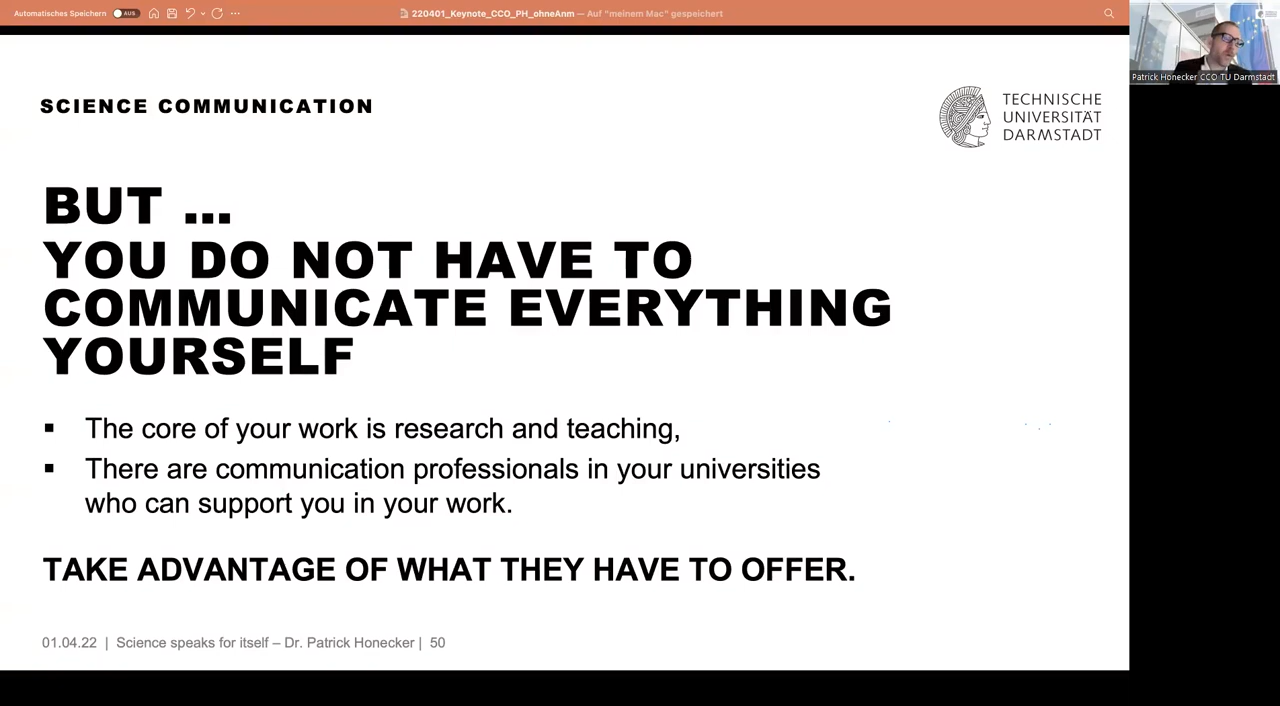 Automatisches Speichern AUS
220401_Keynote_CCO_PH_ohneAnm — Auf "meinem Mac" gespeichert
Patrick Honecker CCO TU Darmstadt
SCIENCE COMMUNICATION
TECHNISCHE
UNIVERSITÄT
DARMSTADT
BUT ...
YOU DO NOT HAVE TO
COMMUNICATE EVERYTHING
YOURSELF
▪ The core of your work is research and teaching,
▪ There are communication professionals in your universities
who can support you in your work.
TAKE ADVANTAGE OF WHAT THEY HAVE TO OFFER.
01.04.22 | Science speaks for itself – Dr. Patrick Honecker | 50